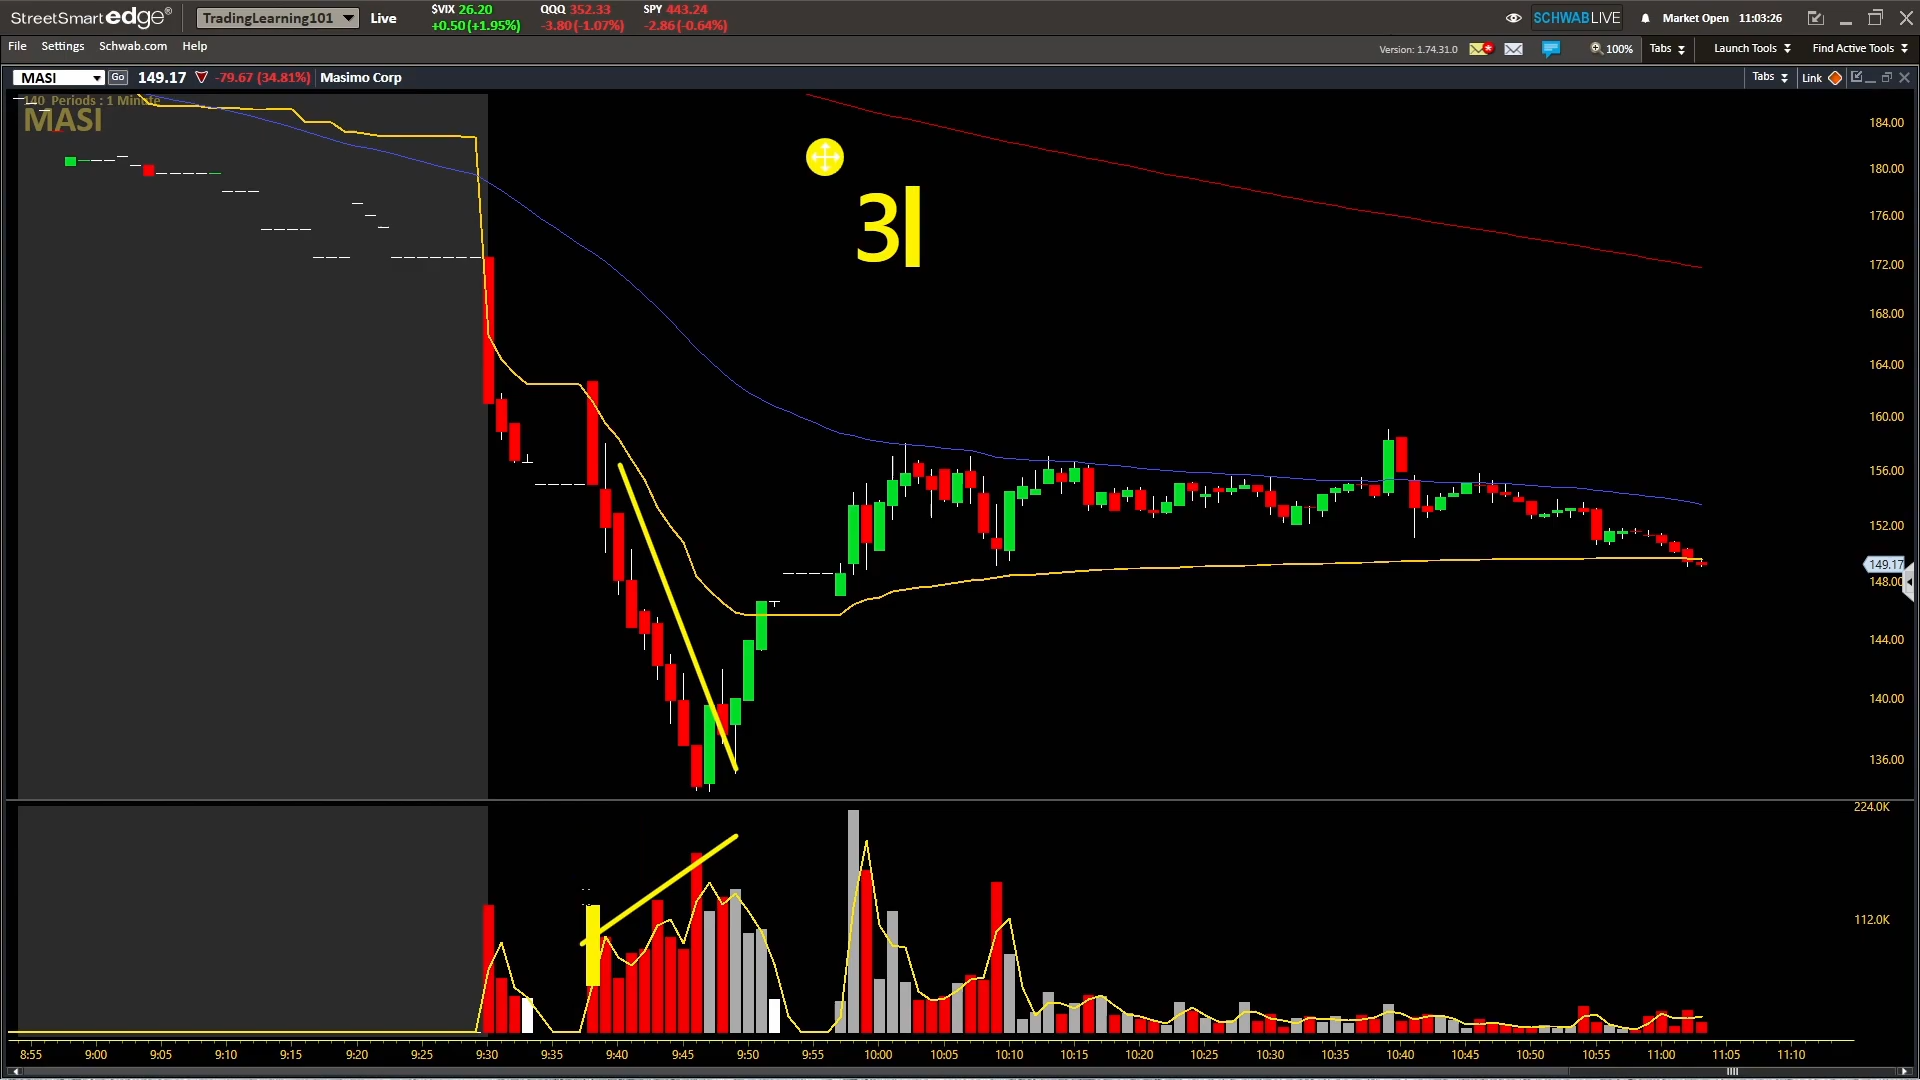 StreetSmart edge®
TradingLearning101
Live
$VIX 26.20
+0.50 (+1.95%)
QQQ 352.33
-3.80 (-1.07%)
SPY 443.24
-2.86 (-0.64%)
SCHWABLIVE
Market Open 11:03:26
File Settings Schwab.com Help
Version: 1.74.31.0
100%
Tabs
Launch Tools
Find Active Tools
MASI Go 149.17 -79.67 (34.81%) Masimo Corp
Tabs
Link
140 Periods : 1 Minute
MASI
3
184.00
180.00
176.00
172.00
168.00
164.00
160.00
156.00
152.00
149.17
148.00
144.00
140.00
136.00
224.0K
112.0K
8:55 9:00 9:05 9:10 9:15 9:20 9:25 9:30 9:35 9:40 9:45 9:50 9:55 10:00 10:05 10:10 10:15 10:20 10:25 10:30 10:35 10:40 10:45 10:50 10:55 11:00 11:05 11:10